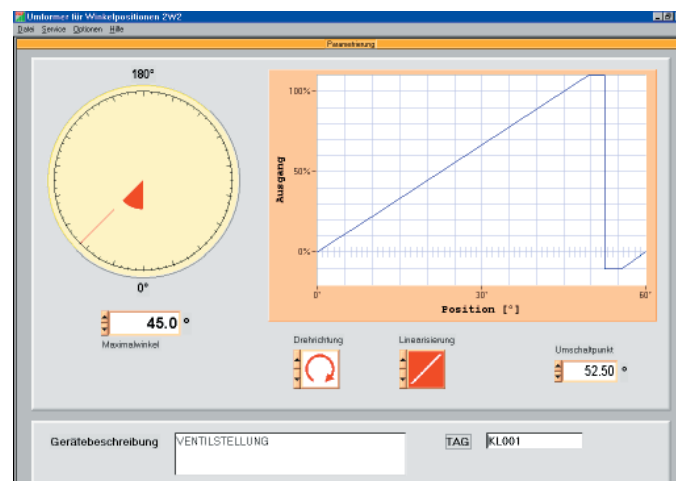 Umformer für Winkelpositionen 2W2
Datei Service Optionen Hilfe
Parametrierung
180°
0°
45.0 °
Maximalwinkel
100%
50%
0%
Ausgang
0° 30° 60°
Position [°]
Drehrichtung
Linearisierung
Umschaltpunkt
52.50 °
Gerätebeschreibung
VENTILSTELLUNG
TAG
KL001